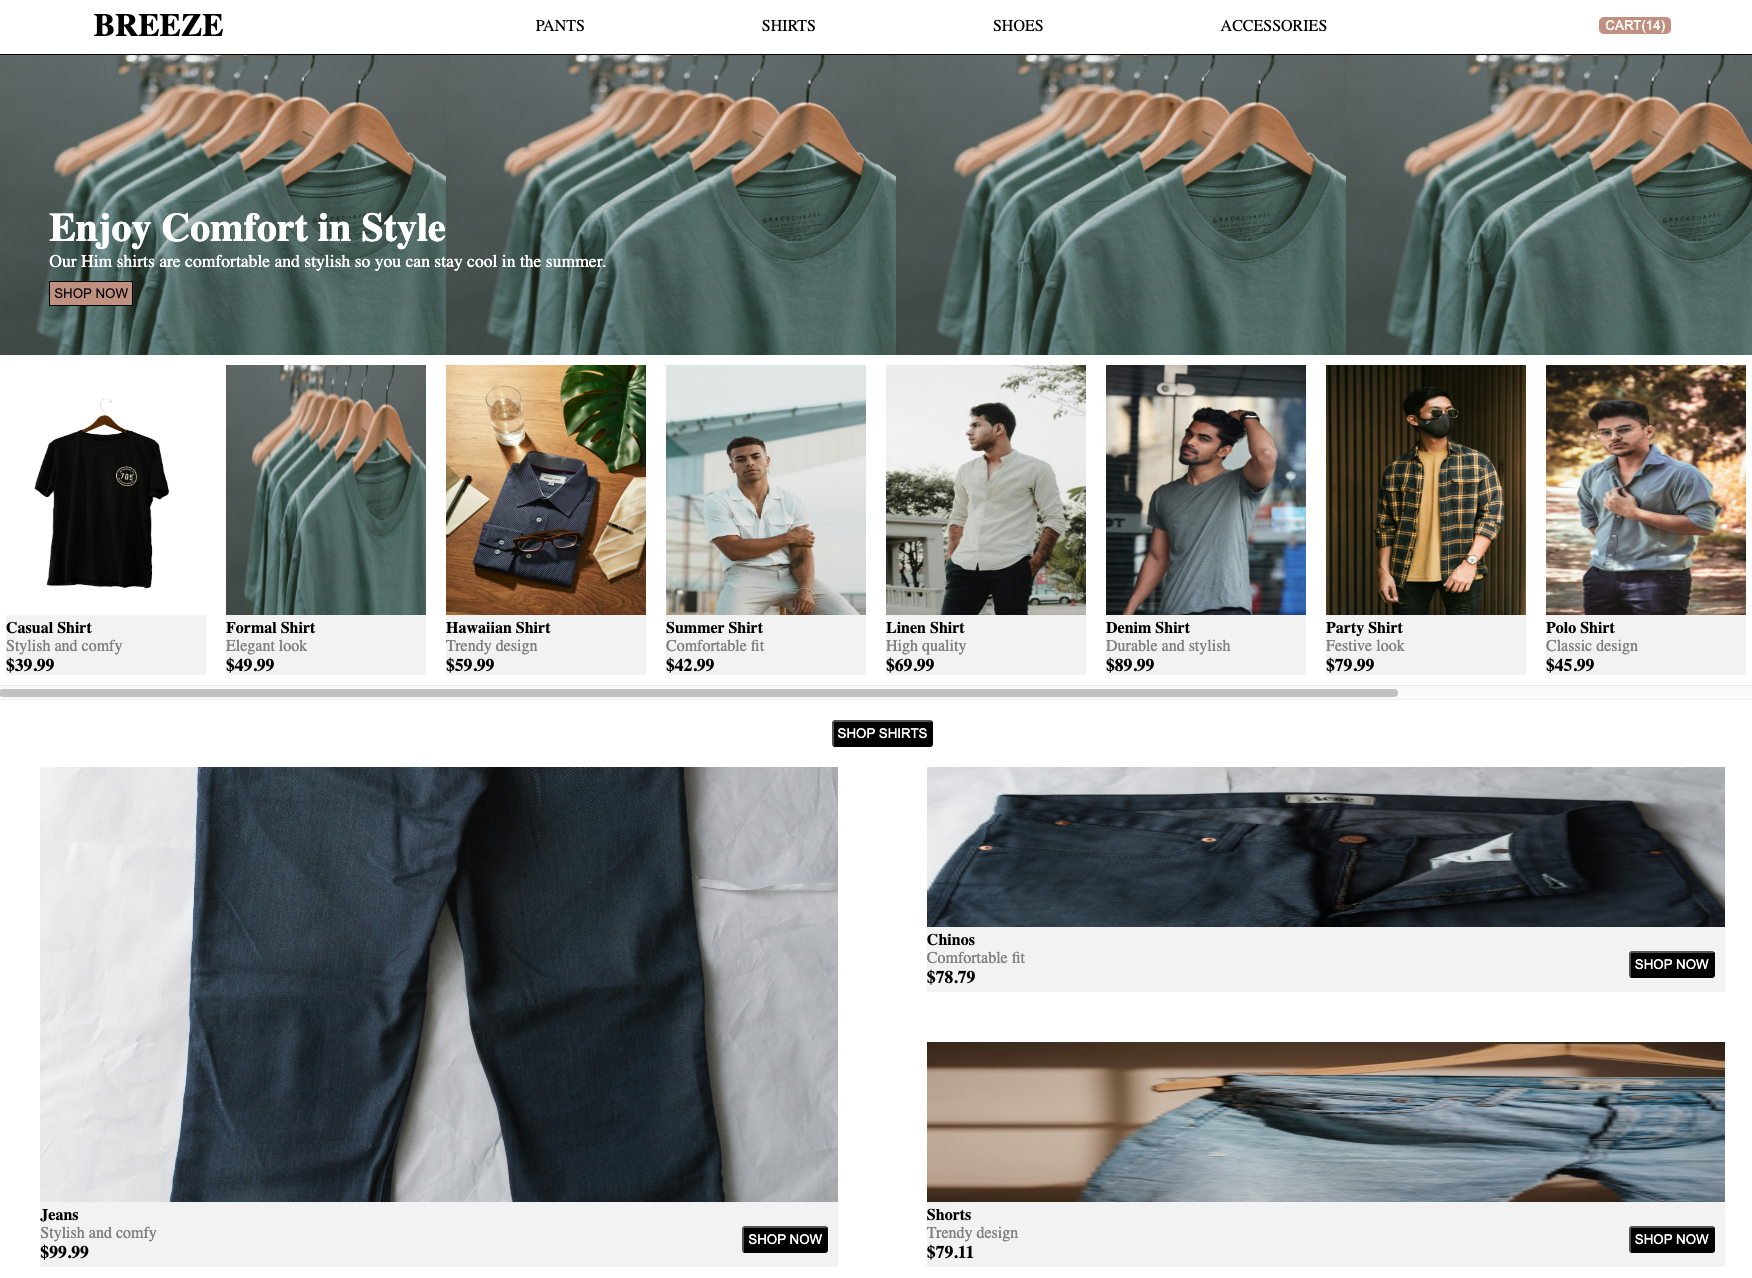 BREEZE
PANTS
SHIRTS
SHOES
ACCESSORIES
CART(14)
Enjoy Comfort in Style
Our Him shirts are comfortable and stylish so you can stay cool in the summer.
SHOP NOW
Casual Shirt
Stylish and comfy
$39.99
Formal Shirt
Elegant look
$49.99
Hawaiian Shirt
Trendy design
$59.99
Summer Shirt
Comfortable fit
$42.99
Linen Shirt
High quality
$69.99
Denim Shirt
Durable and stylish
$89.99
Party Shirt
Festive look
$79.99
Polo Shirt
Classic design
$45.99
SHOP SHIRTS
Jeans
Stylish and comfy
$99.99
SHOP NOW
Chinos
Comfortable fit
$78.79
SHOP NOW
Shorts
Trendy design
$79.11
SHOP NOW